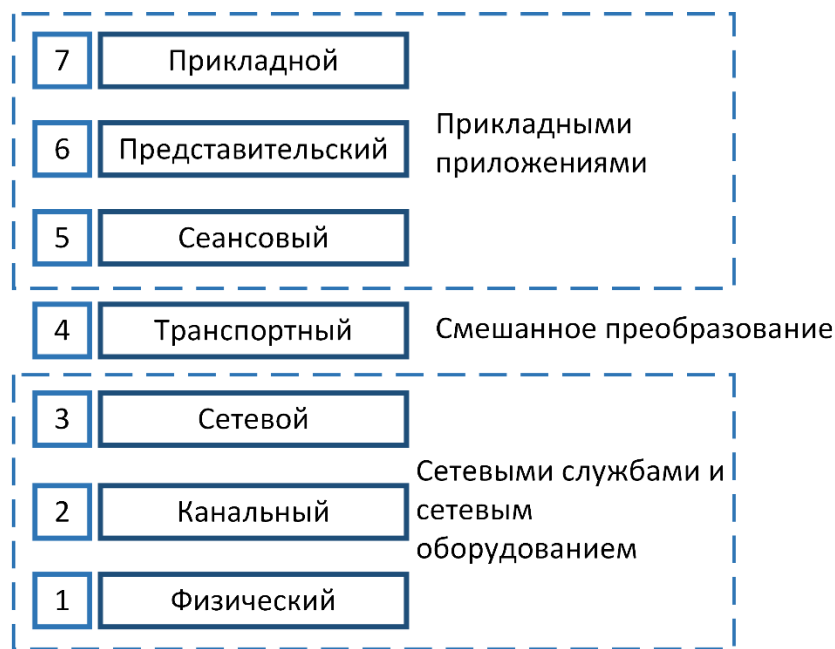 7 Прикладной
Прикладными
приложениями
6 Представительский
5 Сеансовый
4 Транспортный Смешанное преобразование
3 Сетевой
Сетевыми службами и
сетевым
оборудованием
2 Канальный
1 Физический